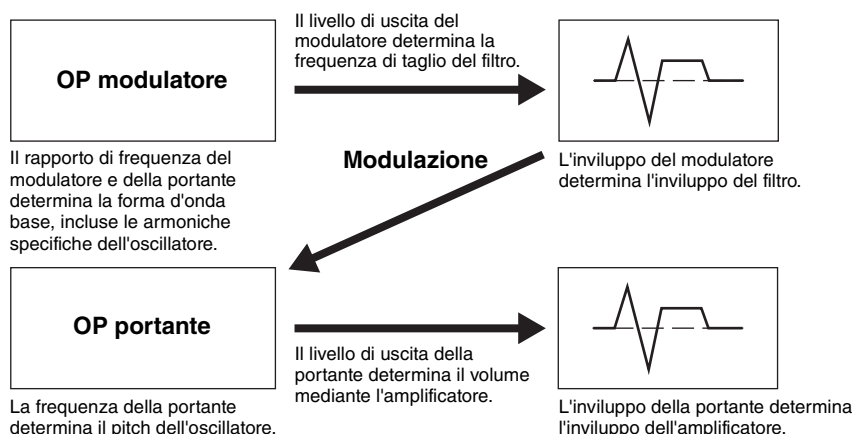 Il livello di uscita del
modulatore determina la
frequenza di taglio del filtro.
OP modulatore
Il rapporto di frequenza del
modulatore e della portante
determina la forma d'onda
base, incluse le armoniche
specifiche dell'oscillatore.
Modulazione
L'inviluppo del modulatore
determina l'inviluppo del filtro.
OP portante
Il livello di uscita della
portante determina il volume
mediante l'amplificatore.
La frequenza della portante
determina il pitch dell'oscillatore.
L'inviluppo della portante determina
l'inviluppo dell'amplificatore.